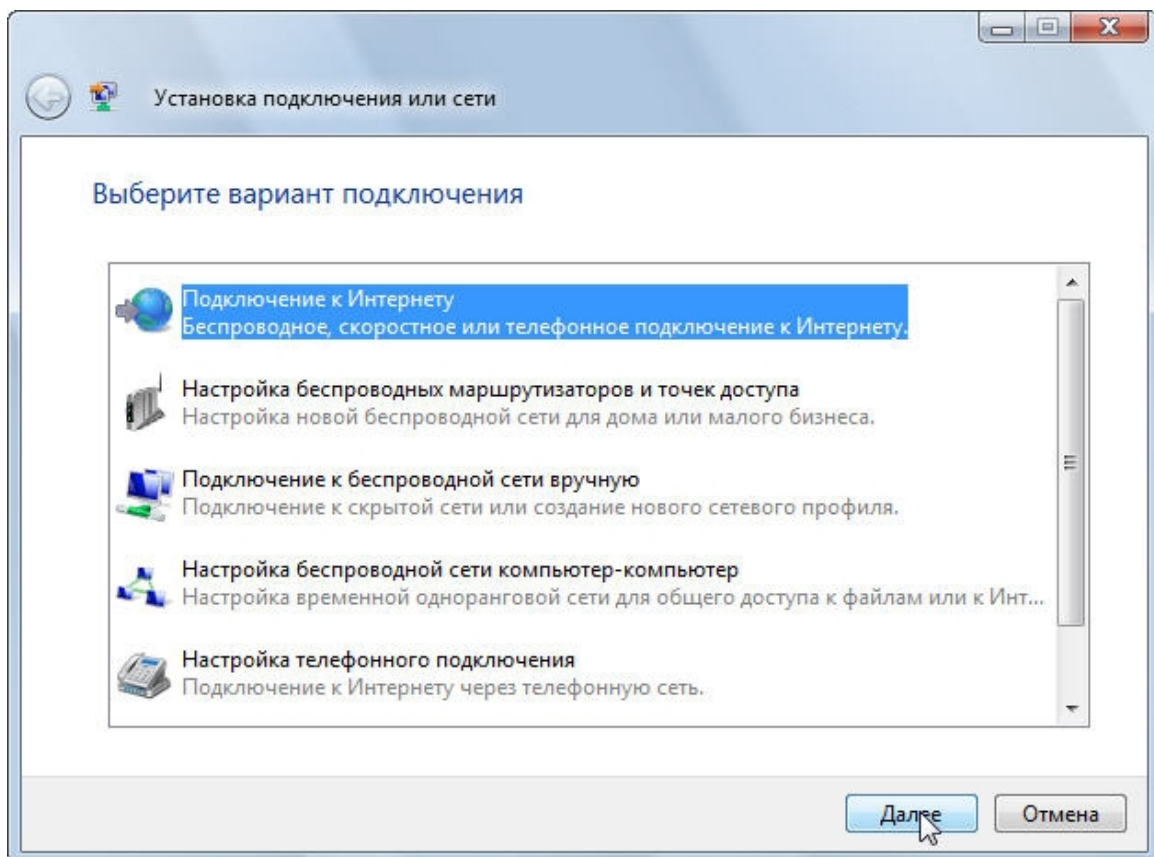 Установка подключения или сети
Выберите вариант подключения
Подключение к Интернету
Беспроводное, скоростное или телефонное подключение к Интернету.
Настройка беспроводных маршрутизаторов и точек доступа
Настройка новой беспроводной сети для дома или малого бизнеса.
Подключение к беспроводной сети вручную
Подключение к скрытой сети или создание нового сетевого профиля.
Настройка беспроводной сети компьютер-компьютер
Настройка временной одноранговой сети для общего доступа к файлам или к Инт...
Настройка телефонного подключения
Подключение к Интернету через телефонную сеть.
Далее Отмена